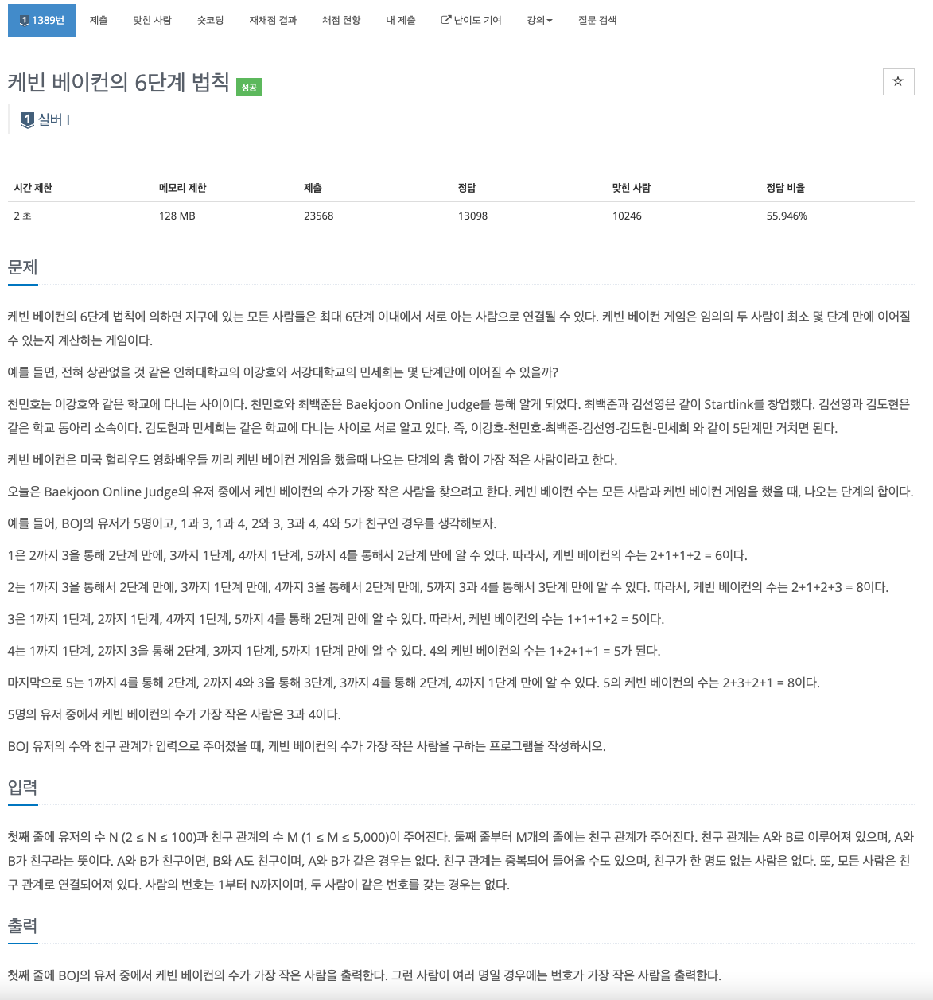 1 1389번 제출 맞힌 사람 숏코딩 재채점 결과 채점 현황 내 제출 난이도 기여 강의 질문 검색
케빈 베이컨의 6단계 법칙 성공
1 실버 I
시간 제한 메모리 제한 제출 정답 맞힌 사람 정답 비율
2 초 128 MB 23568 13098 10246 55.946%
문제
케빈 베이컨의 6단계 법칙에 의하면 지구에 있는 모든 사람들은 최대 6단계 이내에서 서로 아는 사람으로 연결될 수 있다. 케빈 베이컨 게임은 임의의 두 사람이 최소 몇 단계 만에 이어질
수 있는지 계산하는 게임이다.
예를 들면, 전혀 상관없을 것 같은 인하대학교의 이강호와 서강대학교의 민세희는 몇 단계만에 이어질 수 있을까?
천민호는 이강호와 같은 학교에 다니는 사이이다. 천민호와 최백준은 Baekjoon Online Judge를 통해 알게 되었다. 최백준과 김선영은 같이 Startlink를 창업했다. 김선영과 김도현은
같은 학교 동아리 소속이다. 김도현과 민세희는 같은 학교에 다니는 사이로 서로 알고 있다. 즉, 이강호-천민호-최백준-김선영-김도현-민세희 와 같이 5단계만 거치면 된다.
케빈 베이컨은 미국 헐리우드 영화배우들 끼리 케빈 베이컨 게임을 했을때 나오는 단계의 총 합이 가장 적은 사람이라고 한다.
오늘은 Baekjoon Online Judge의 유저 중에서 케빈 베이컨의 수가 가장 작은 사람을 찾으려고 한다. 케빈 베이컨 수는 모든 사람과 케빈 베이컨 게임을 했을 때, 나오는 단계의 합이다.
예를 들어, BOJ의 유저가 5명이고, 1과 3, 1과 4, 2와 3, 3과 4, 4와 5가 친구인 경우를 생각해보자.
1은 2까지 3을 통해 2단계 만에, 3까지 1단계, 4까지 1단계, 5까지 4를 통해서 2단계 만에 알 수 있다. 따라서, 케빈 베이컨의 수는 2+1+1+2 = 6이다.
2는 1까지 3을 통해서 2단계 만에, 3까지 1단계 만에, 4까지 3을 통해서 2단계 만에, 5까지 3과 4를 통해서 3단계 만에 알 수 있다. 따라서, 케빈 베이컨의 수는 2+1+2+3 = 8이다.
3은 1까지 1단계, 2까지 1단계, 4까지 1단계, 5까지 4를 통해 2단계 만에 알 수 있다. 따라서, 케빈 베이컨의 수는 1+1+1+2 = 5이다.
4는 1까지 1단계, 2까지 3을 통해 2단계, 3까지 1단계, 5까지 1단계 만에 알 수 있다. 4의 케빈 베이컨의 수는 1+2+1+1 = 5가 된다.
마지막으로 5는 1까지 4를 통해 2단계, 2까지 4와 3을 통해 3단계, 3까지 4를 통해 2단계, 4까지 1단계 만에 알 수 있다. 5의 케빈 베이컨의 수는 2+3+2+1 = 8이다.
5명의 유저 중에서 케빈 베이컨의 수가 가장 작은 사람은 3과 4이다.
BOJ 유저의 수와 친구 관계가 입력으로 주어졌을 때, 케빈 베이컨의 수가 가장 작은 사람을 구하는 프로그램을 작성하시오.
입력
첫째 줄에 유저의 수 N (2 ≤ N ≤ 100)과 친구 관계의 수 M (1 ≤ M ≤ 5,000)이 주어진다. 둘째 줄부터 M개의 줄에는 친구 관계가 주어진다. 친구 관계는 A와 B로 이루어져 있으며, A와
B가 친구라는 뜻이다. A와 B가 친구이면, B와 A도 친구이며, A와 B가 같은 경우는 없다. 친구 관계는 중복되어 들어올 수도 있으며, 친구가 한 명도 없는 사람은 없다. 또, 모든 사람은 친
구 관계로 연결되어져 있다. 사람의 번호는 1부터 N까지이며, 두 사람이 같은 번호를 갖는 경우는 없다.
출력
첫째 줄에 BOJ의 유저 중에서 케빈 베이컨의 수가 가장 작은 사람을 출력한다. 그런 사람이 여러 명일 경우에는 번호가 가장 작은 사람을 출력한다.